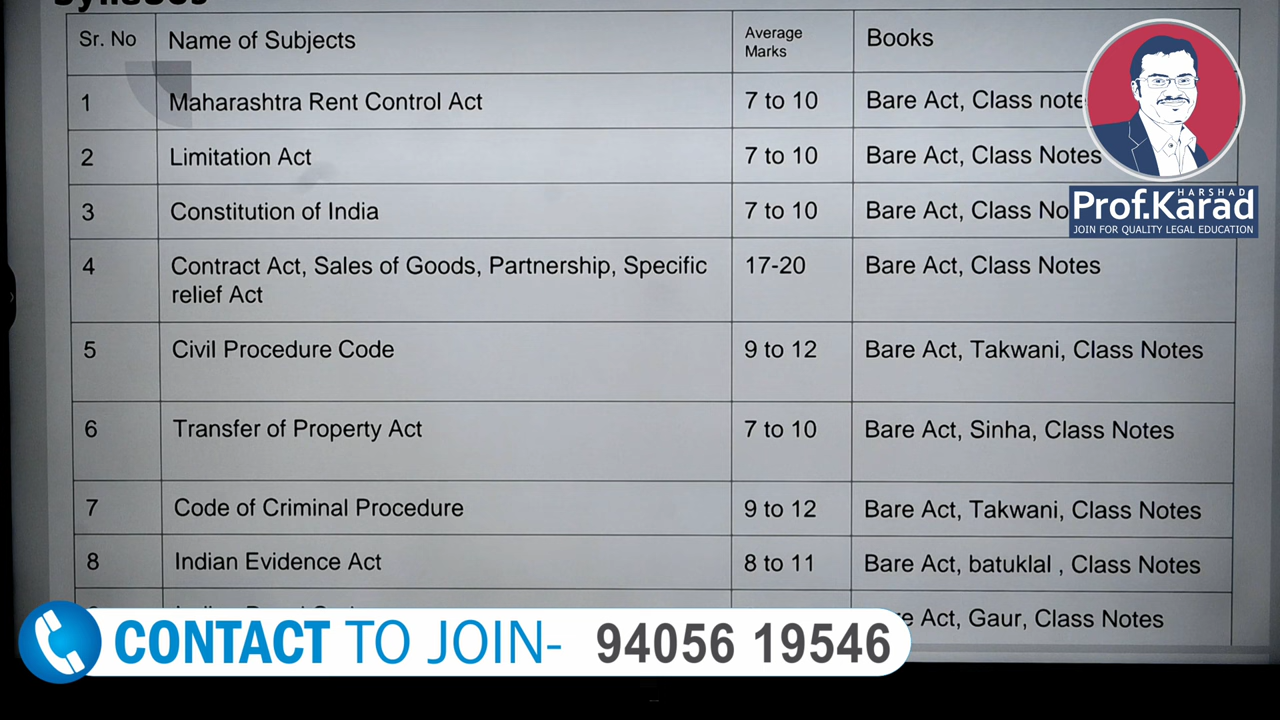 Syllabus
Sr. No Name of Subjects Average Marks Books
1 Maharashtra Rent Control Act 7 to 10 Bare Act, Class note
2 Limitation Act 7 to 10 Bare Act, Class Notes
3 Constitution of India 7 to 10 Bare Act, Class No
4 Contract Act, Sales of Goods, Partnership, Specific 17-20 Bare Act, Class Notes
relief Act
5 Civil Procedure Code 9 to 12 Bare Act, Takwani, Class Notes
6 Transfer of Property Act 7 to 10 Bare Act, Sinha, Class Notes
7 Code of Criminal Procedure 9 to 12 Bare Act, Takwani, Class Notes
8 Indian Evidence Act 8 to 11 Bare Act, batuklal , Class Notes
Act, Gaur, Class Notes
HARSHAD
Prof.Karad
JOIN FOR QUALITY LEGAL EDUCATION
CONTACT TO JOIN- 94056 19546